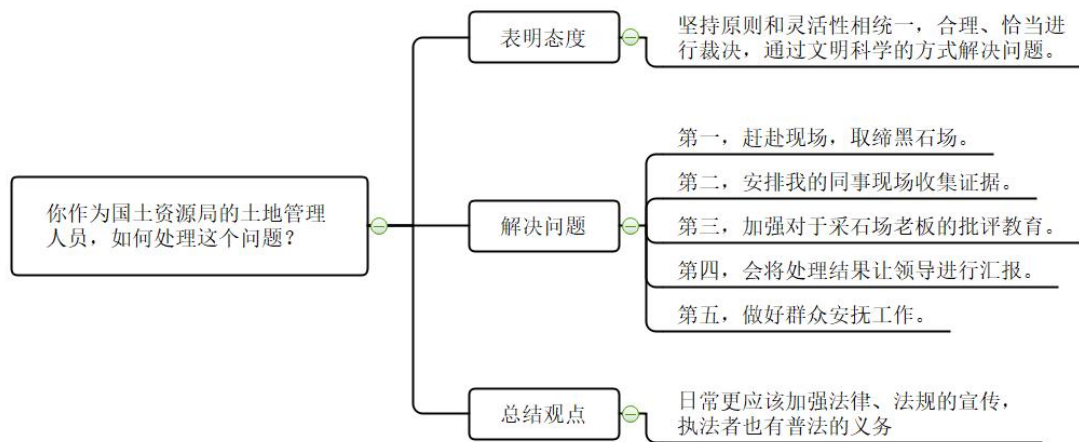 你作为国土资源局的土地管理
人员，如何处理这个问题？
表明态度
坚持原则和灵活性相统一，合理、恰当进
行裁决，通过文明科学的方式解决问题。
解决问题
第一，赶赴现场，取缔黑石场。
第二，安排我的同事现场收集证据。
第三，加强对于采石场老板的批评教育。
第四，会将处理结果让领导进行汇报。
第五，做好群众安抚工作。
总结观点
日常更应该加强法律、法规的宣传，
执法者也有普法的义务